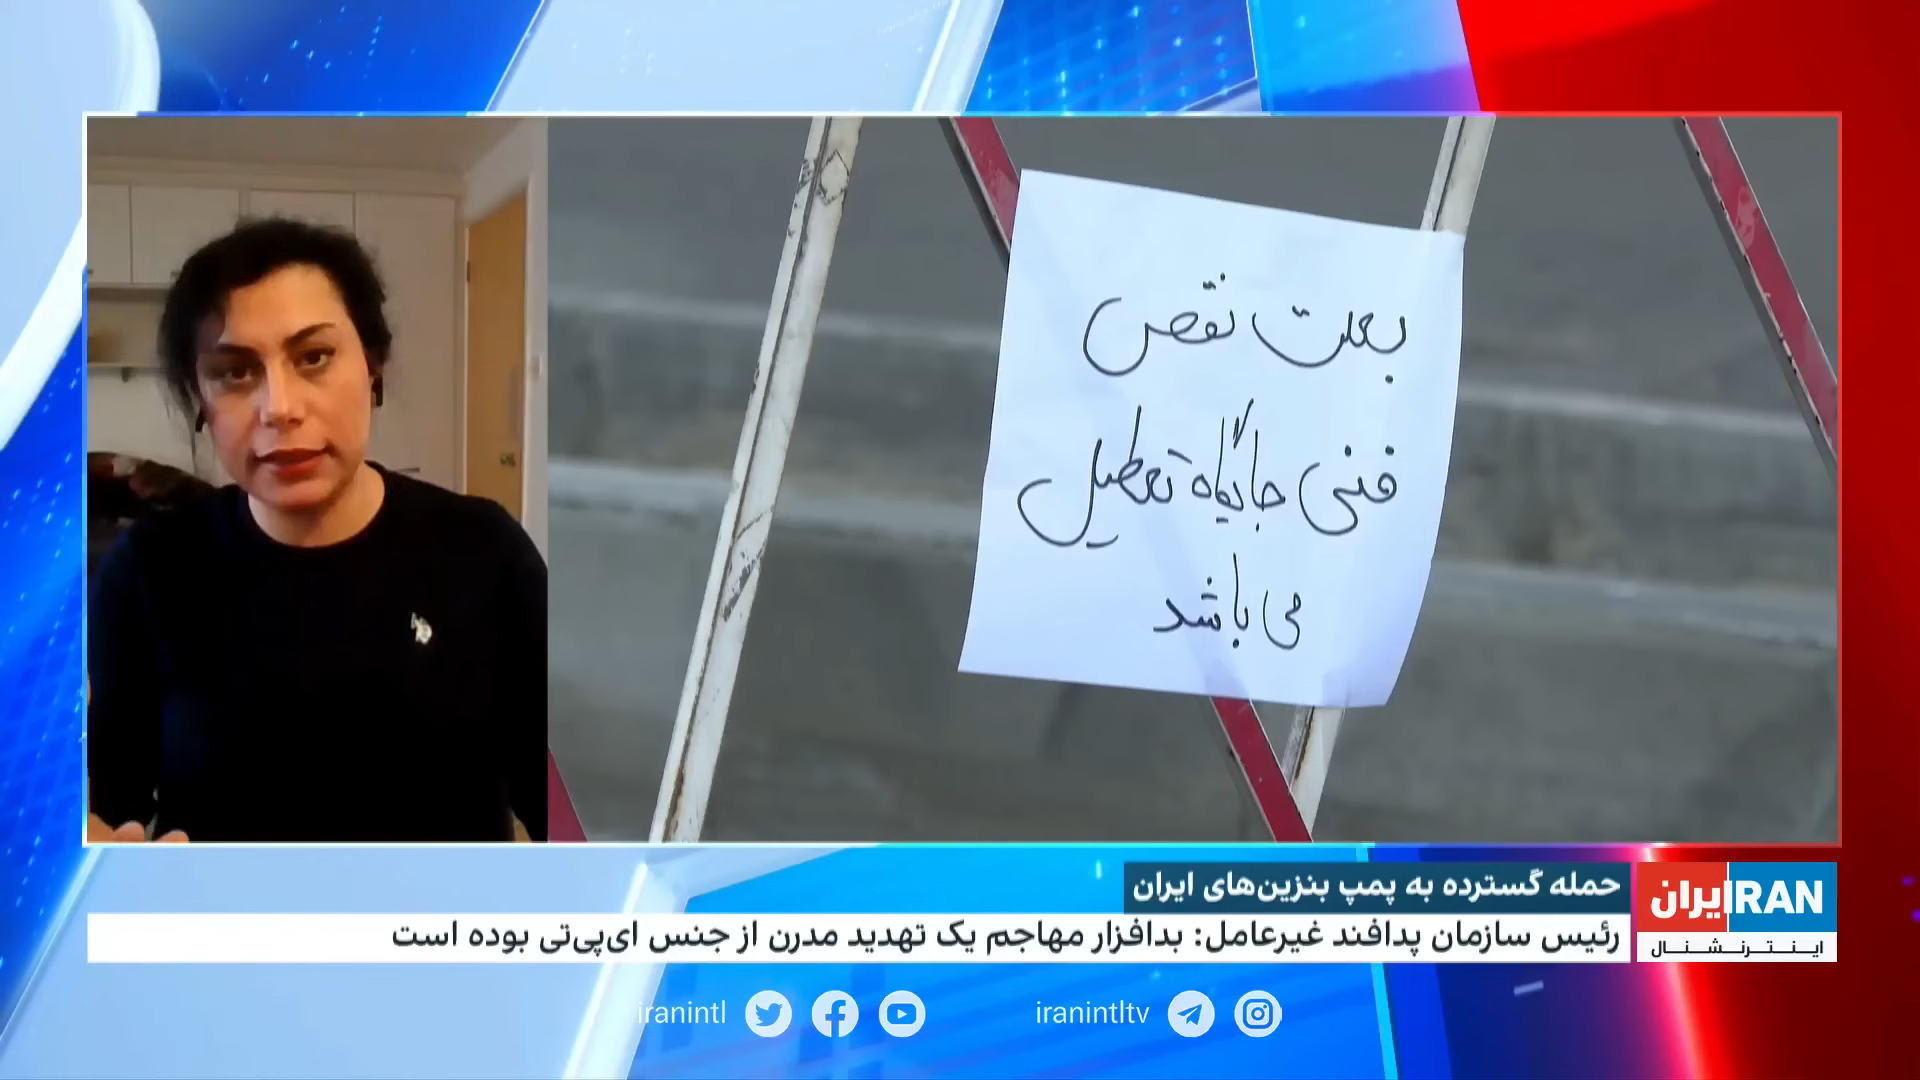 بعلت نقص
فنی جایگاه تعطیل
می باشد
حمله گسترده به پمپ بنزین‌های ایران
رئیس سازمان پدافند غیرعامل: بدافزار مهاجم یک تهدید مدرن از جنس ای‌پی‌تی بوده است
ایران IRAN
اینترنشنال
iranintl
iranintltv